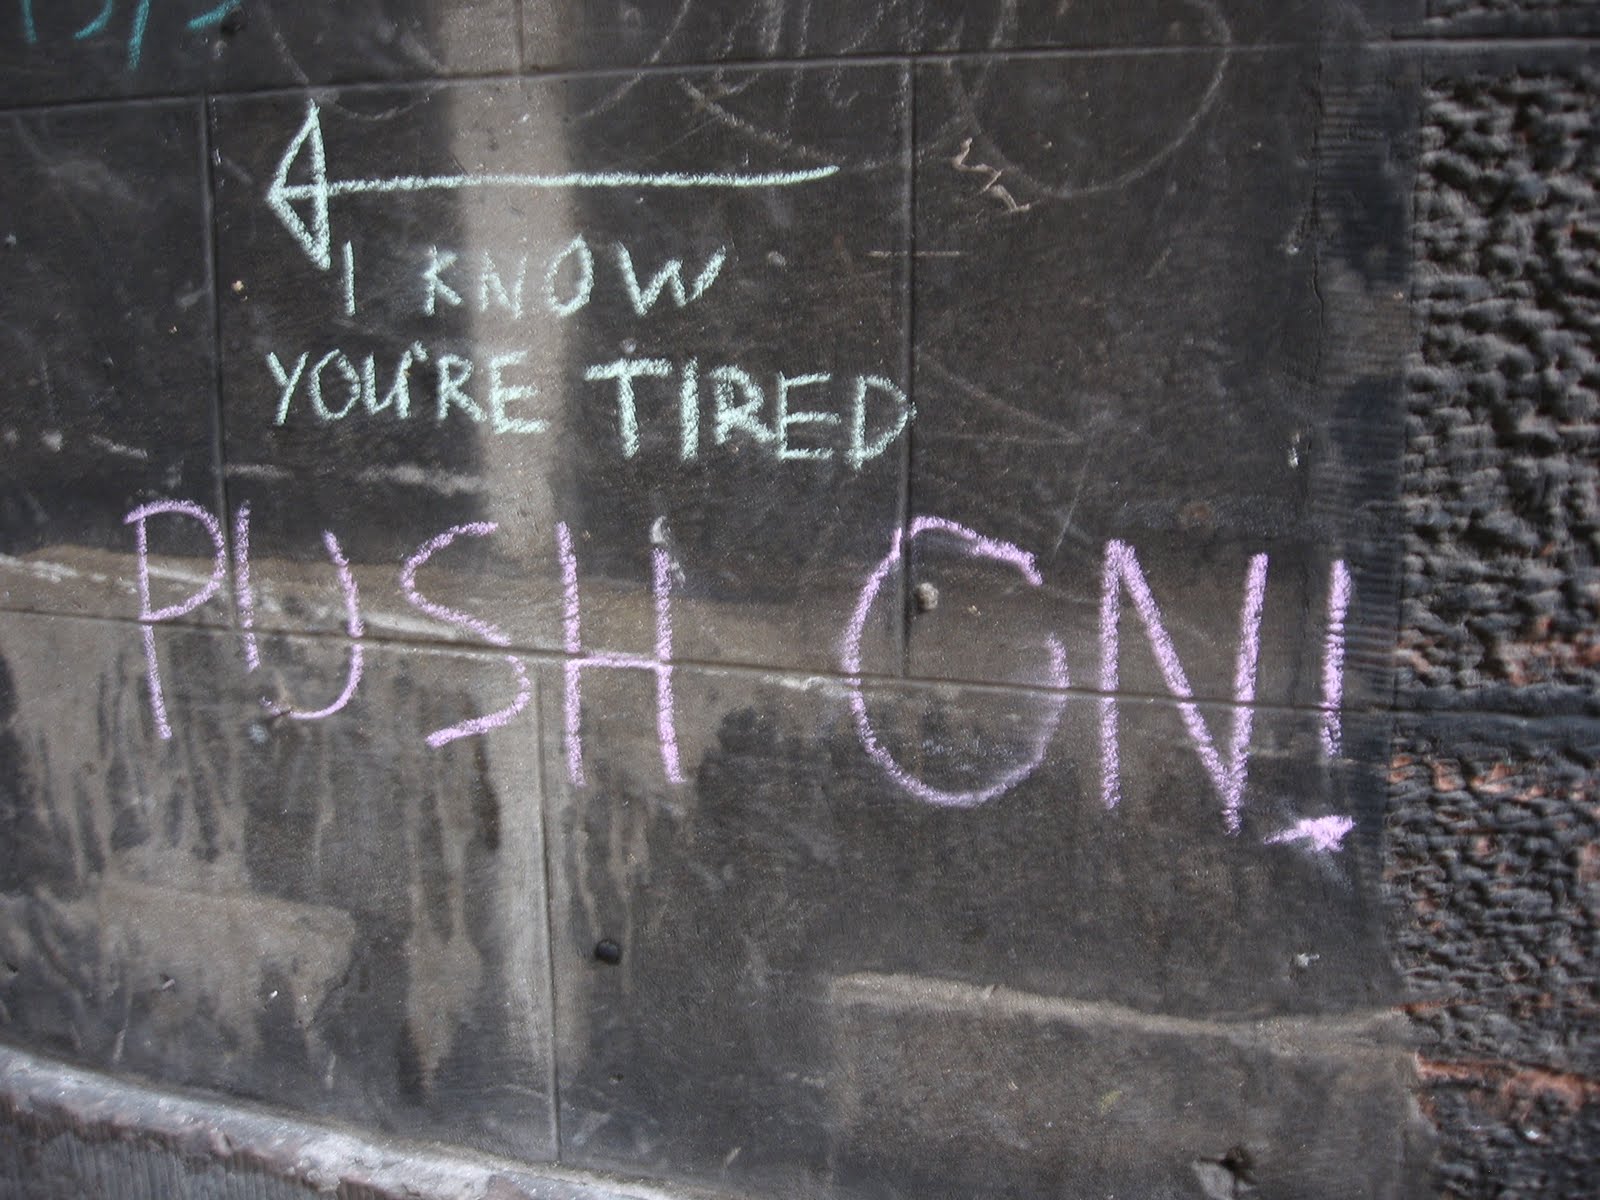 I KNOW
YOU'RE TIRED
PUSH ON!